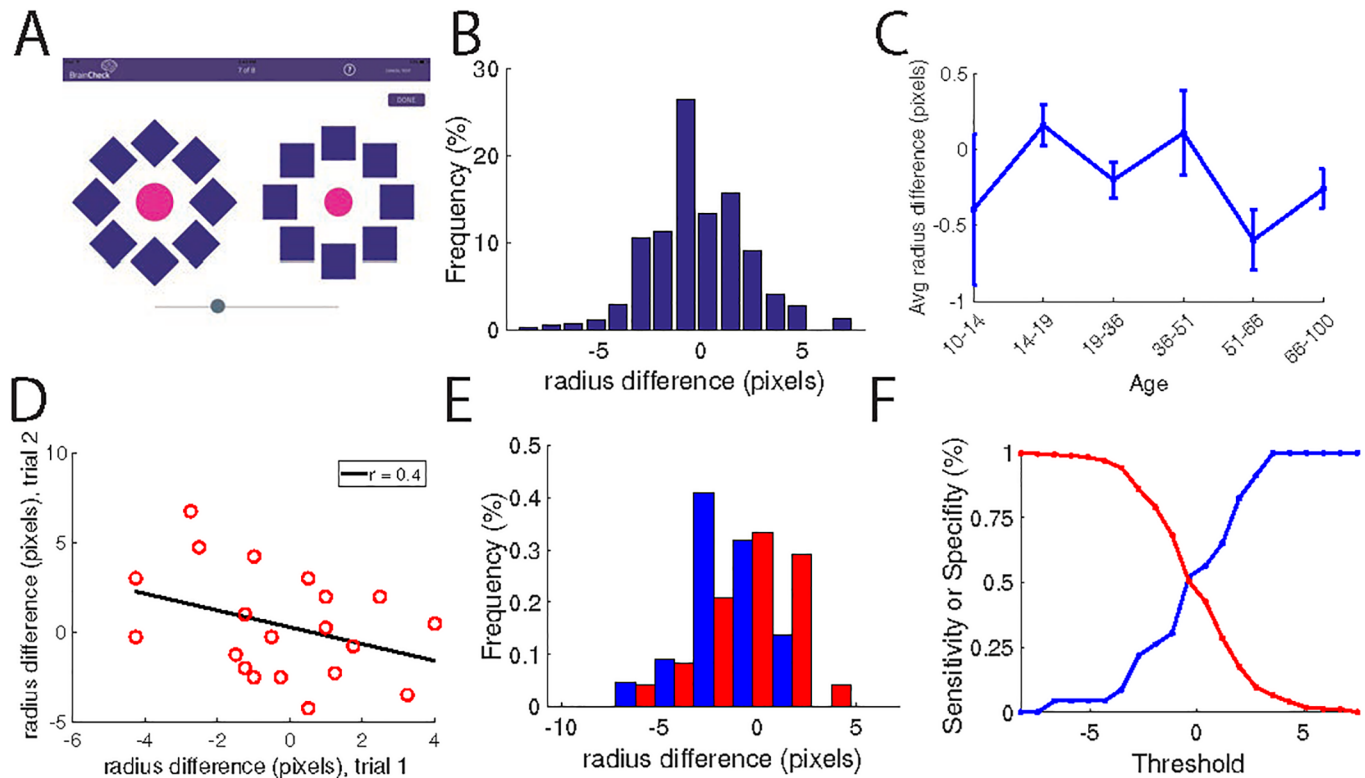 A
BrainCheck
7 of 8
?
CANCEL TEST
DONE
B
30
20
10
0
Frequency (%)
-5
0
5
radius difference (pixels)
C
0.5
0
-0.5
-1
Avg radius difference (pixels)
10-14
14-19
19-36
36-51
51-66
66-100
Age
D
10
5
0
-5
radius difference (pixels), trial 2
r = 0.4
-6
-4
-2
0
2
4
radius difference (pixels), trial 1
E
0.5
0.4
0.3
0.2
0.1
0
Frequency (%)
-10
-5
0
5
radius difference (pixels)
F
1
0.75
0.5
0.25
0
Sensitivity or Specifity (%)
-5
0
5
Threshold